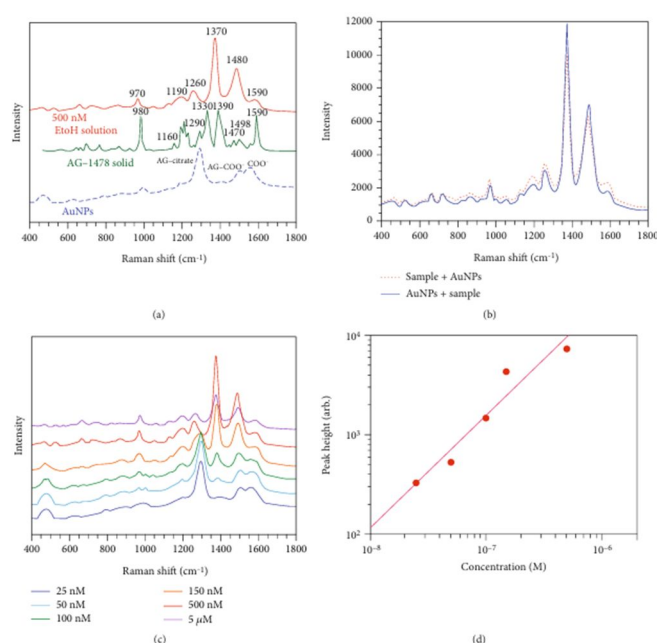 1370
1480
1260
1190
1590
970
500 nM
EtoH solution
980
1330
1390
1590
1290
1498
1160
1470
AG–1478 solid
AG–citrate
AG–COO⁻
COO⁻
AuNPs
Intensity
400 600 800 1000 1200 1400 1600 1800
Raman shift (cm⁻¹)
(a)
12000
10000
8000
6000
4000
2000
0
Intensity
400 600 800 1000 1200 1400 1600 1800
Raman shift (cm⁻¹)
Sample + AuNPs
AuNPs + sample
(b)
Intensity
400 600 800 1000 1200 1400 1600 1800
Raman shift (cm⁻¹)
25 nM
50 nM
100 nM
150 nM
500 nM
5 μM
(c)
10⁴
10³
10²
Peak height (arb.)
10⁻⁸ 10⁻⁷ 10⁻⁶
Concentration (M)
(d)